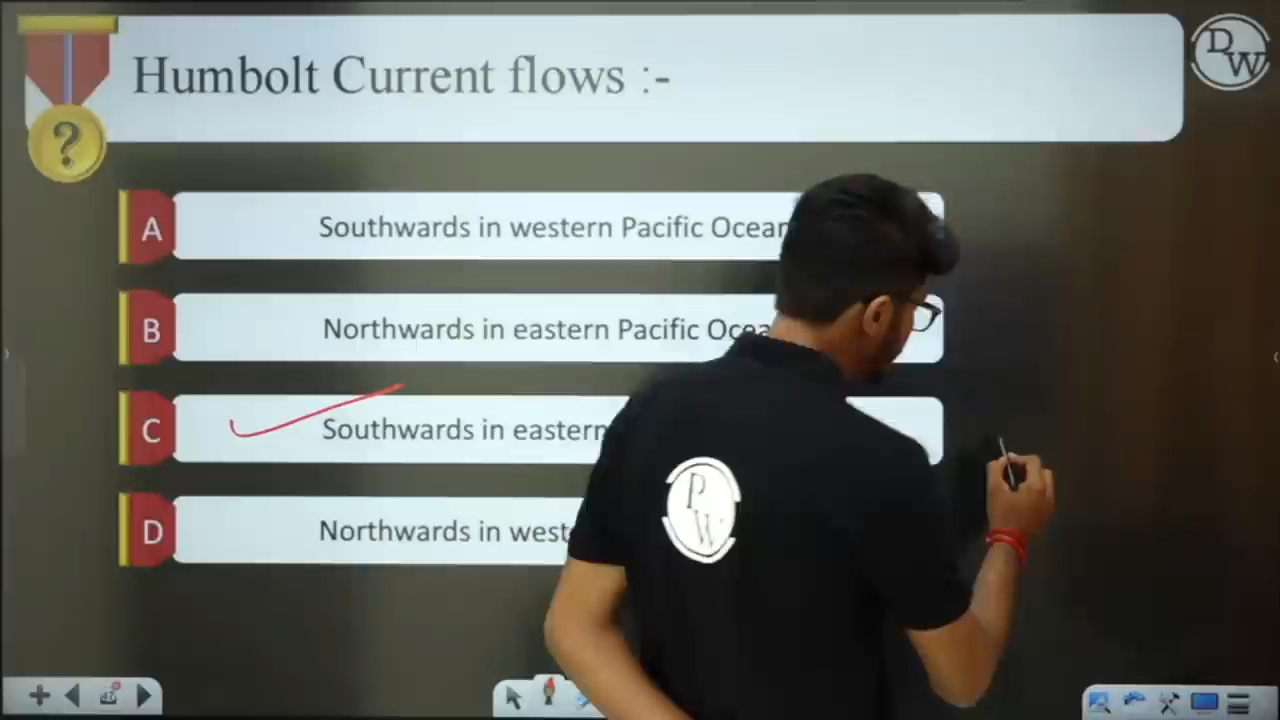 Humbolt Current flows :-
PW
?
A Southwards in western Pacific Ocean
B Northwards in eastern Pacific Ocea
C Southwards in eastern
D Northwards in west
P
W